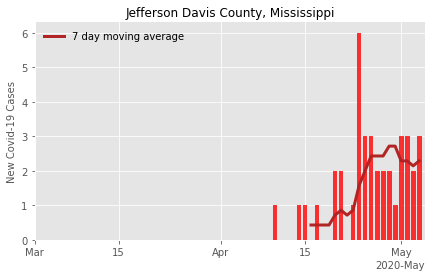 Jefferson Davis County, Mississippi
7 day moving average
New Covid-19 Cases
6
5
4
3
2
1
0
Mar 15 Apr 15 May
2020-May